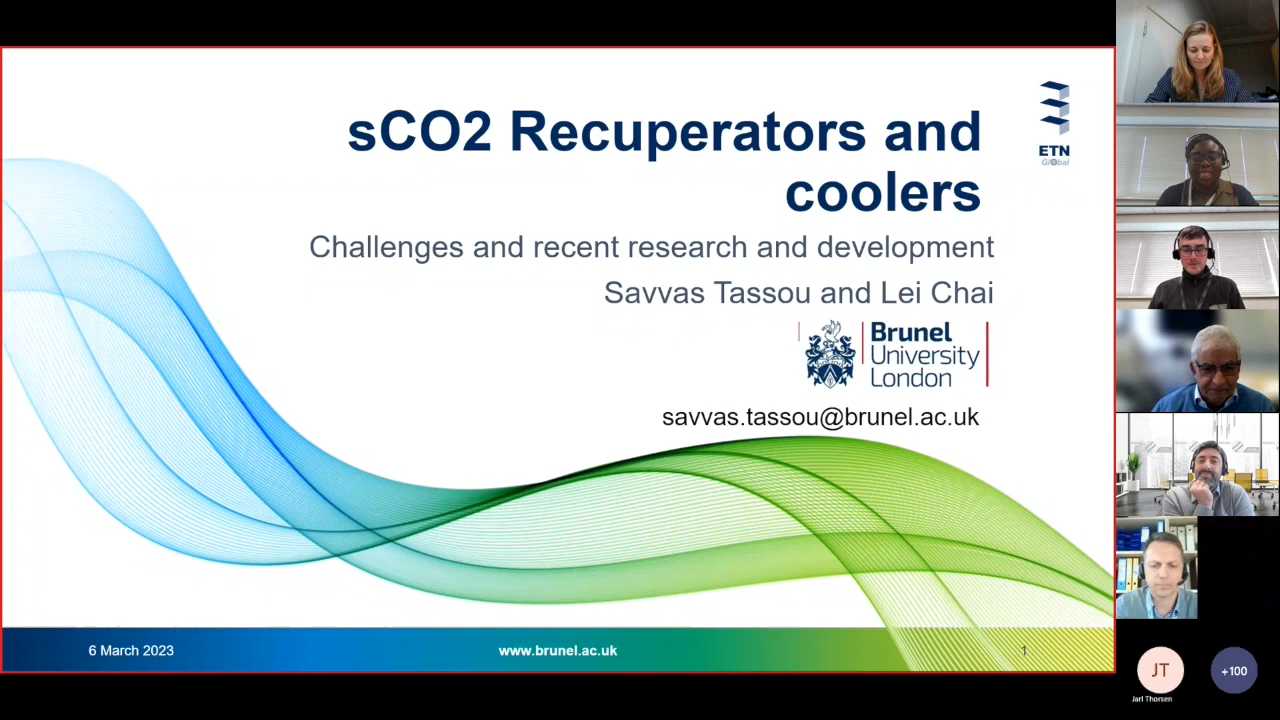 sCO2 Recuperators and
coolers
ETN
Global
Challenges and recent research and development
Savvas Tassou and Lei Chai
Brunel
University
London
savvas.tassou@brunel.ac.uk
6 March 2023
www.brunel.ac.uk
1
JT
Jarl Thorsen
+100